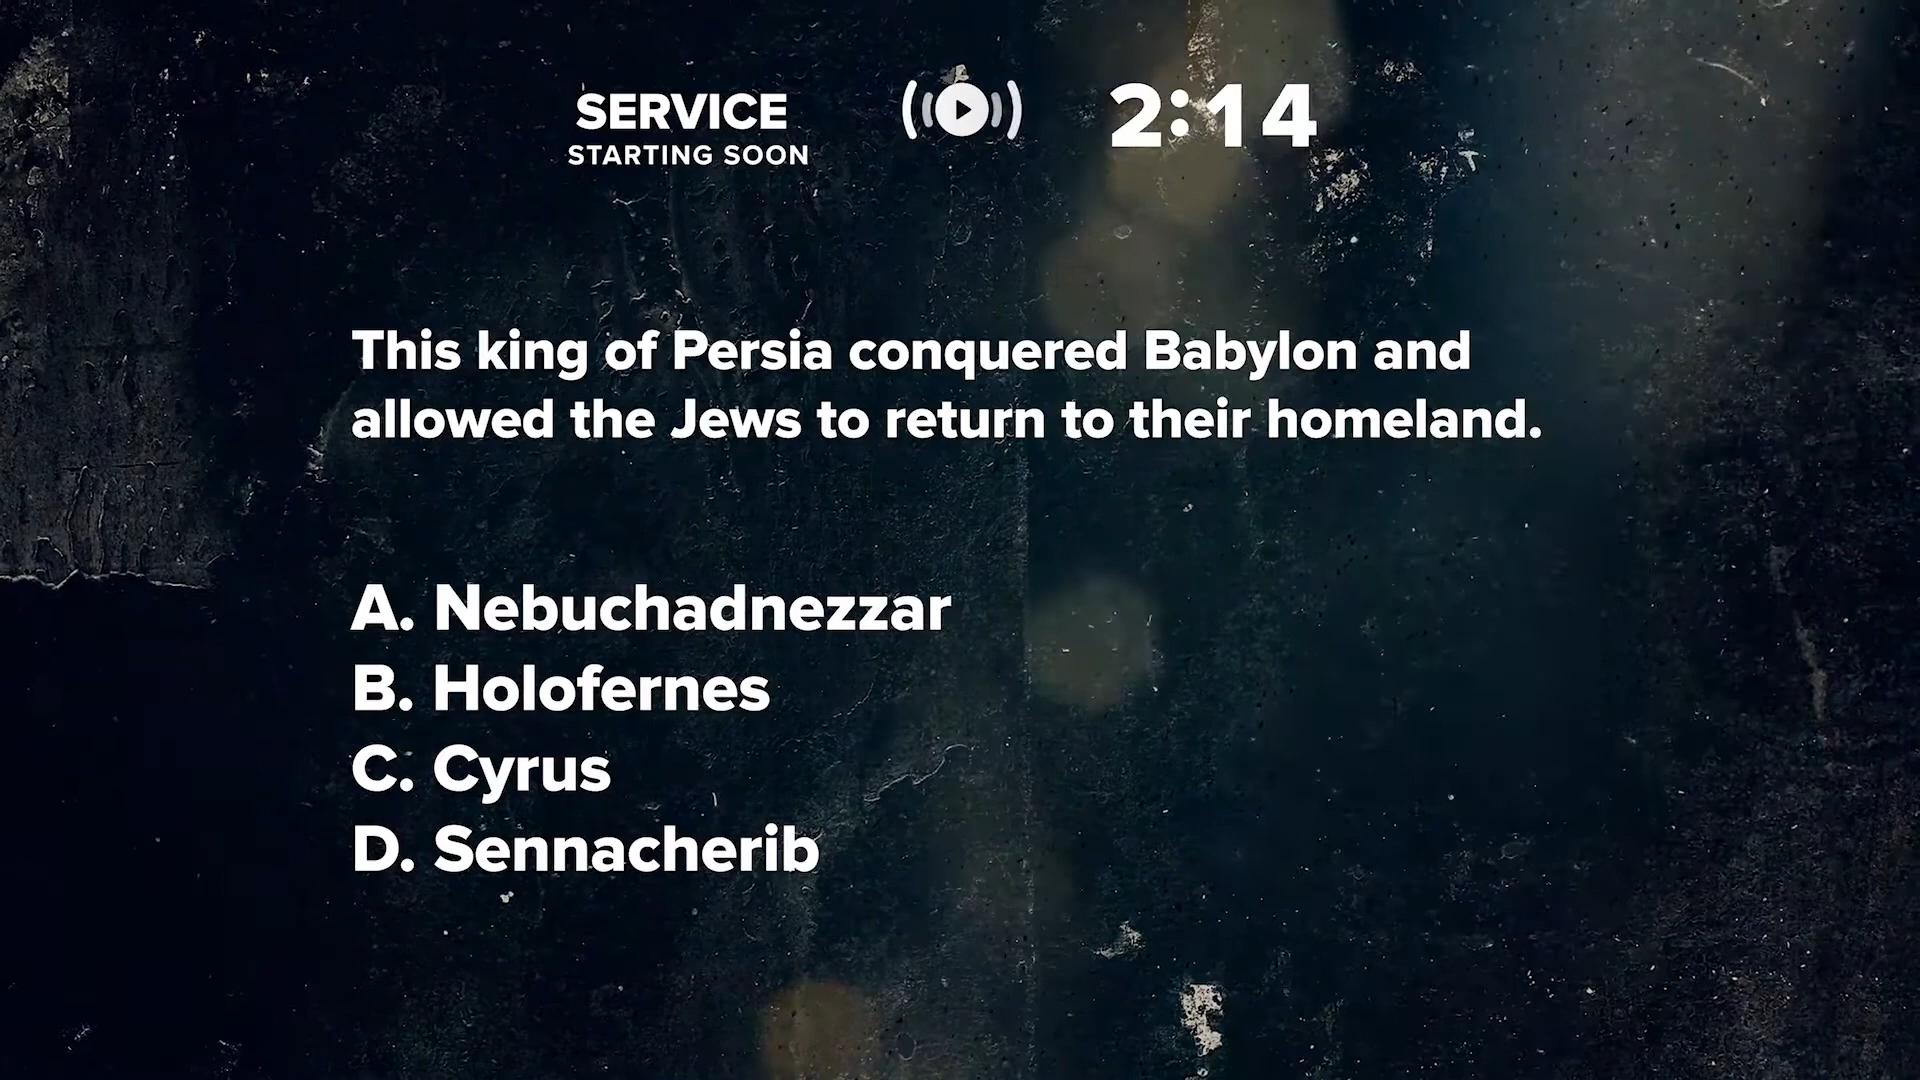 SERVICE
STARTING SOON
2:14
This king of Persia conquered Babylon and
allowed the Jews to return to their homeland.
A. Nebuchadnezzar
B. Holofernes
C. Cyrus
D. Sennacherib